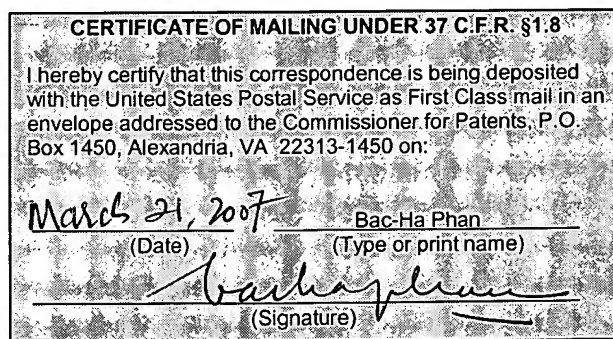 CERTIFICATE OF MAILING UNDER 37 C.F.R. §1.8
I hereby certify that this correspondence is being deposited
with the United States Postal Service as First Class mail in an
envelope addressed to the Commissioner for Patents, P.O.
Box 1450, Alexandria, VA 22313-1450 on:
March 21, 2007 Bac-Ha Phan
(Date) (Type or print name)
bachaphan
(Signature)